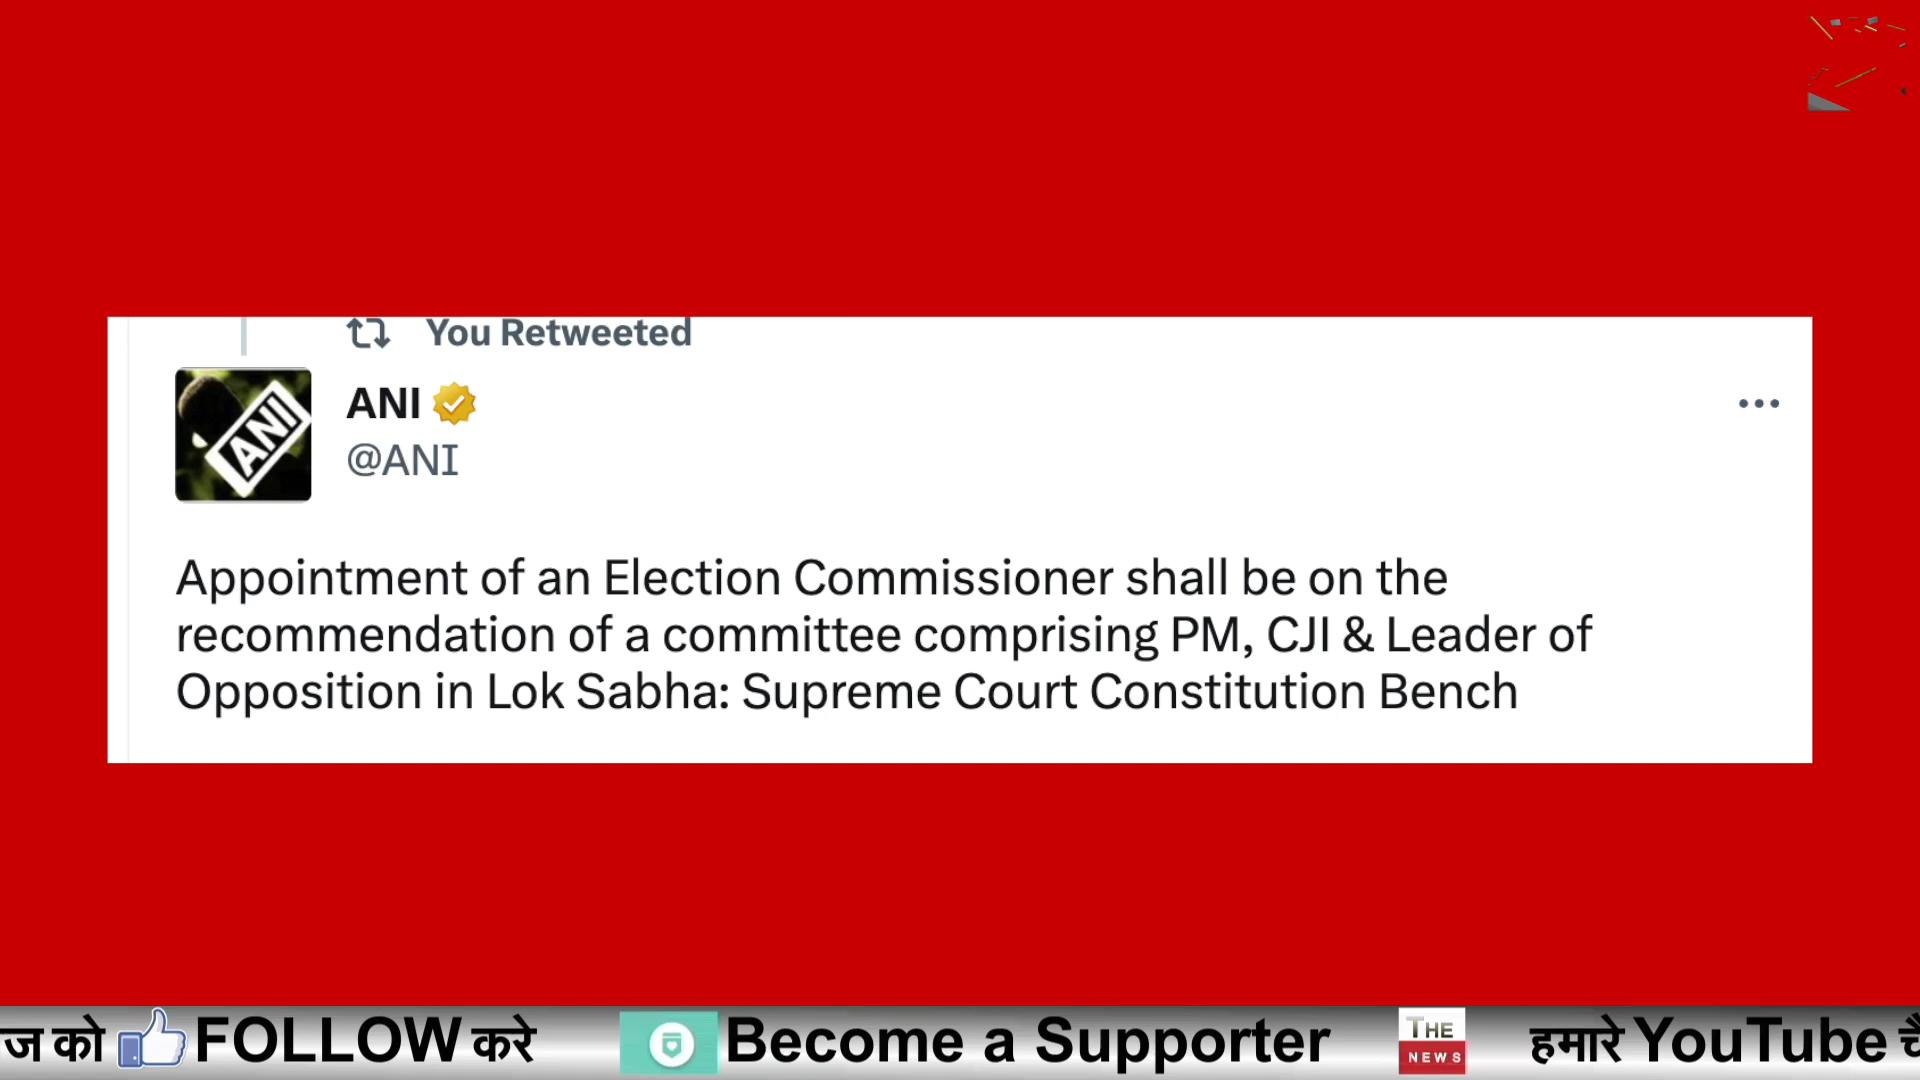 You Retweeted
ANI
ANI
@ANI
Appointment of an Election Commissioner shall be on the
recommendation of a committee comprising PM, CJI & Leader of
Opposition in Lok Sabha: Supreme Court Constitution Bench
को FOLLOW करे Become a Supporter THE NEWS हमारे YouTube